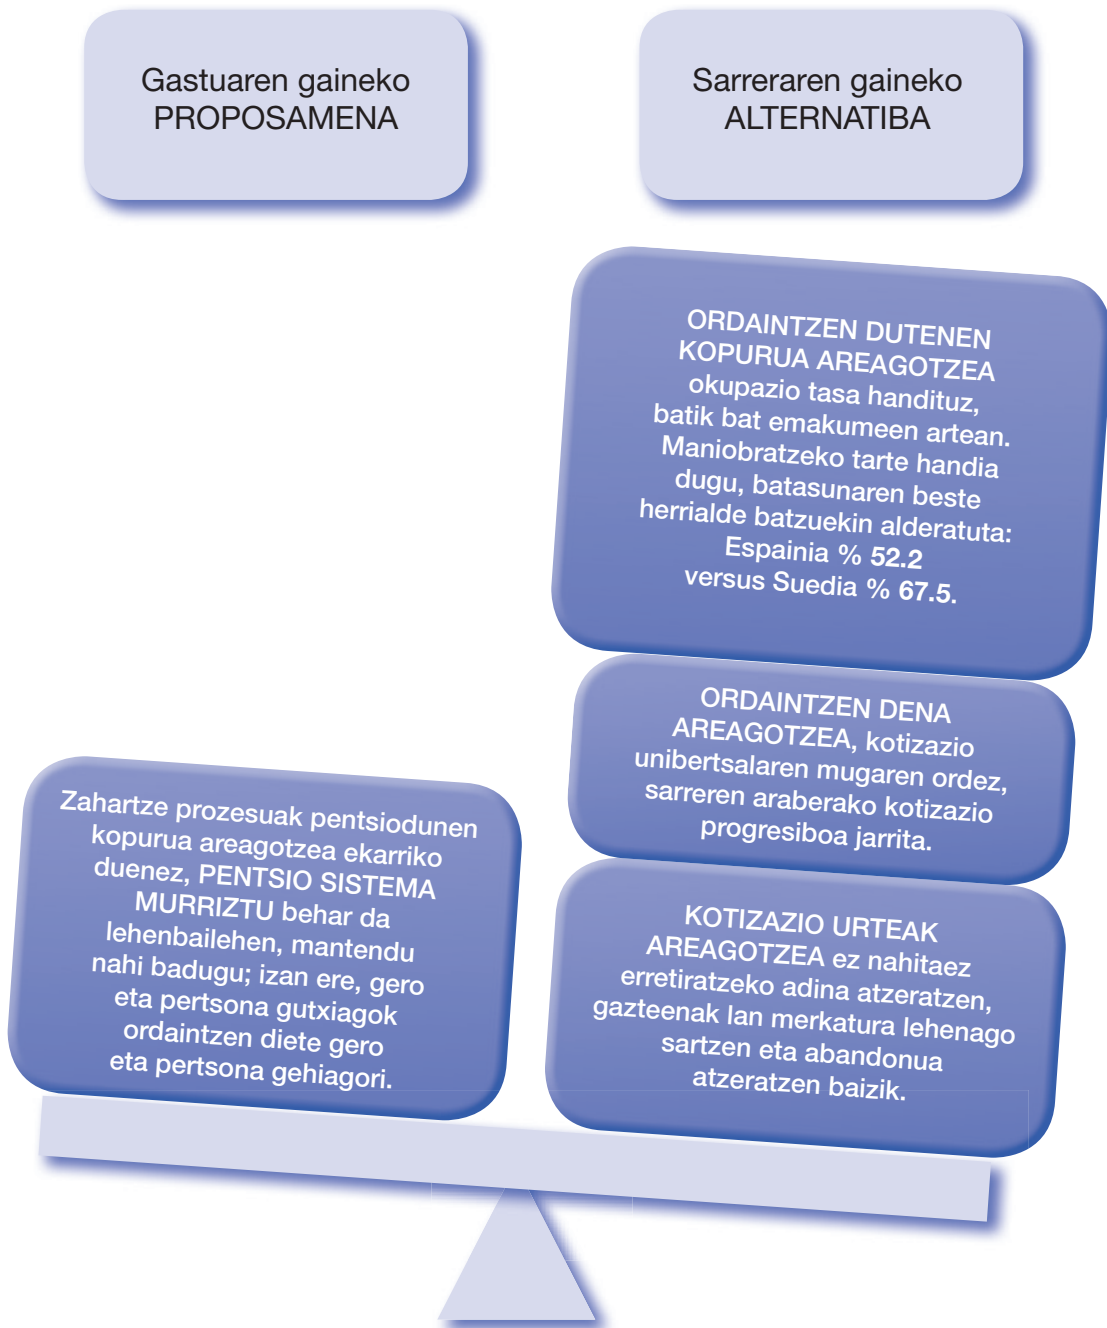 Gastuaren gaineko
PROPOSAMENA
Sarreraren gaineko
ALTERNATIBA
ORDAINTZEN DUTENEN
KOPURUA AREAGOTZEA
okupazio tasa handituz,
batik bat emakumeen artean.
Maniobratzeko tarte handia
dugu, batasunaren beste
herrialde batzuekin alderatuta:
Espainia % 52.2
versus Suedia % 67.5.
ORDAINTZEN DENA
AREAGOTZEA, kotizazio
unibertsalaren mugaren ordez,
sarreren araberako kotizazio
progresiboa jarrita.
Zahartze prozesuak pentsiodunen
kopurua areagotzea ekarriko
duenez, PENTSIO SISTEMA
MURRIZTU behar da
lehenbailehen, mantendu
nahi badugu; izan ere, gero
eta pertsona gutxiagok
ordaintzen diete gero
eta pertsona gehiagori.
KOTIZAZIO URTEAK
AREAGOTZEA ez nahitaez
erretiratzeko adina atzeratzen,
gazteenak lan merkatura lehenago
sartzen eta abandonua
atzeratzen baizik.